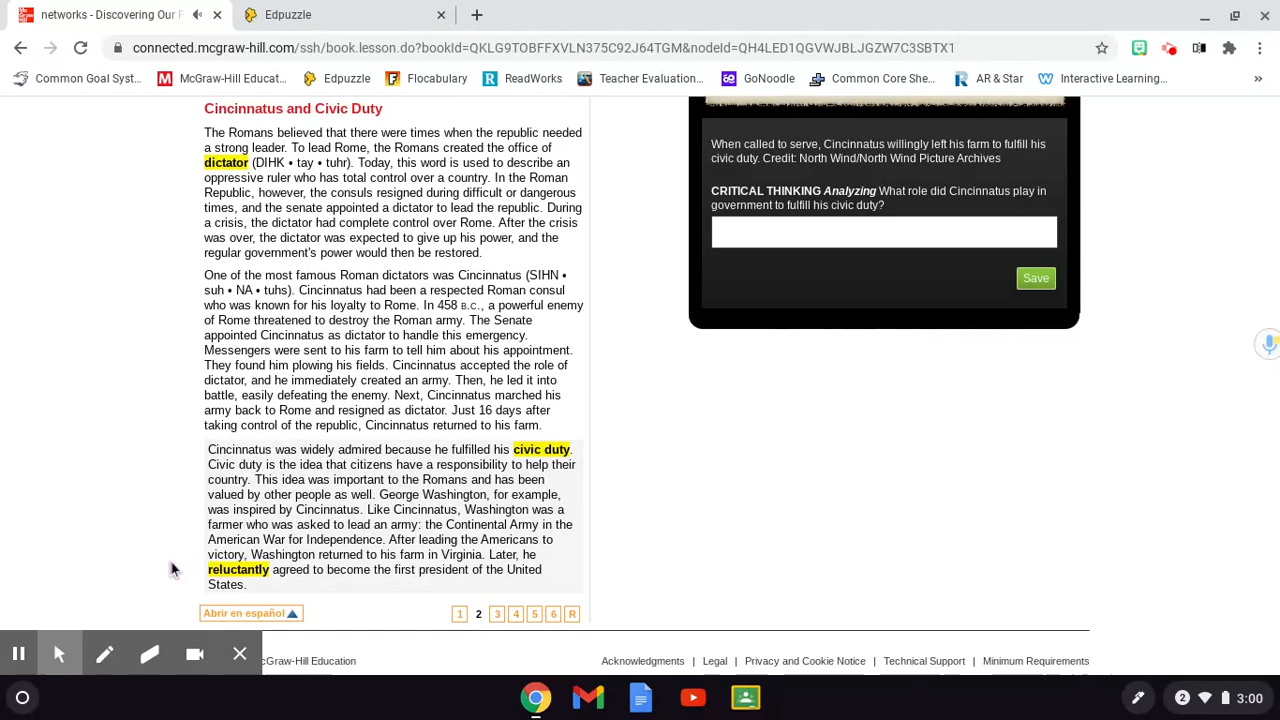 networks - Discovering Our F
Edpuzzle
connected.mcgraw-hill.com/ssh/book.lesson.do?bookId=QKLG9TOBFFXVLN375C92J64TGM&nodeId=QH4LED1QGVWJBLJGZW7C3SBTX1
Common Goal Syst...
McGraw-Hill Educat...
Edpuzzle
Flocabulary
ReadWorks
Teacher Evaluation...
GoNoodle
Common Core She...
AR & Star
Interactive Learning...
»
Cincinnatus and Civic Duty
The Romans believed that there were times when the republic needed
a strong leader. To lead Rome, the Romans created the office of
dictator (DIHK • tay • tuhr). Today, this word is used to describe an
oppressive ruler who has total control over a country. In the Roman
Republic, however, the consuls resigned during difficult or dangerous
times, and the senate appointed a dictator to lead the republic. During
a crisis, the dictator had complete control over Rome. After the crisis
was over, the dictator was expected to give up his power, and the
regular government's power would then be restored.
One of the most famous Roman dictators was Cincinnatus (SIHN •
suh • NA • tuhs). Cincinnatus had been a respected Roman consul
who was known for his loyalty to Rome. In 458 B.C., a powerful enemy
of Rome threatened to destroy the Roman army. The Senate
appointed Cincinnatus as dictator to handle this emergency.
Messengers were sent to his farm to tell him about his appointment.
They found him plowing his fields. Cincinnatus accepted the role of
dictator, and he immediately created an army. Then, he led it into
battle, easily defeating the enemy. Next, Cincinnatus marched his
army back to Rome and resigned as dictator. Just 16 days after
taking control of the republic, Cincinnatus returned to his farm.
Cincinnatus was widely admired because he fulfilled his civic duty.
Civic duty is the idea that citizens have a responsibility to help their
country. This idea was important to the Romans and has been
valued by other people as well. George Washington, for example,
was inspired by Cincinnatus. Like Cincinnatus, Washington was a
farmer who was asked to lead an army: the Continental Army in the
American War for Independence. After leading the Americans to
victory, Washington returned to his farm in Virginia. Later, he
reluctantly agreed to become the first president of the United
States.
Abrir en español
1 2 3 4 5 6 R
When called to serve, Cincinnatus willingly left his farm to fulfill his
civic duty. Credit: North Wind/North Wind Picture Archives
CRITICAL THINKING Analyzing What role did Cincinnatus play in
government to fulfill his civic duty?
Save
cGraw-Hill Education
Acknowledgments | Legal | Privacy and Cookie Notice | Technical Support | Minimum Requirements
2
3:00